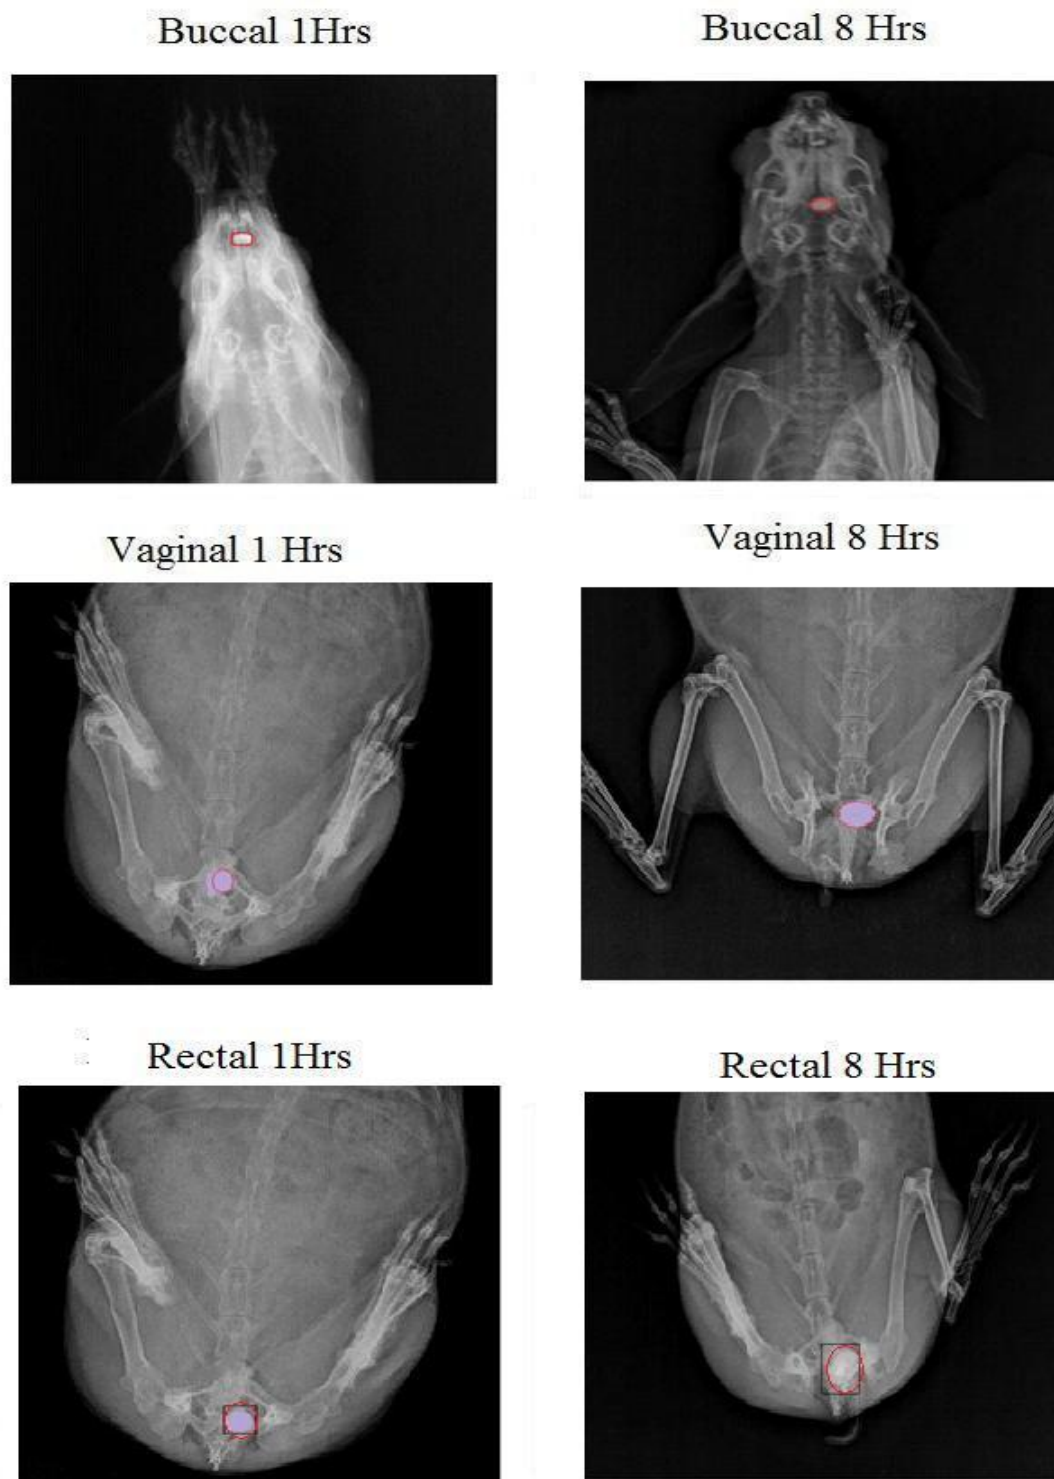 Buccal 1Hrs
Buccal 8 Hrs
Vaginal 1 Hrs
Vaginal 8 Hrs
Rectal 1Hrs
Rectal 8 Hrs